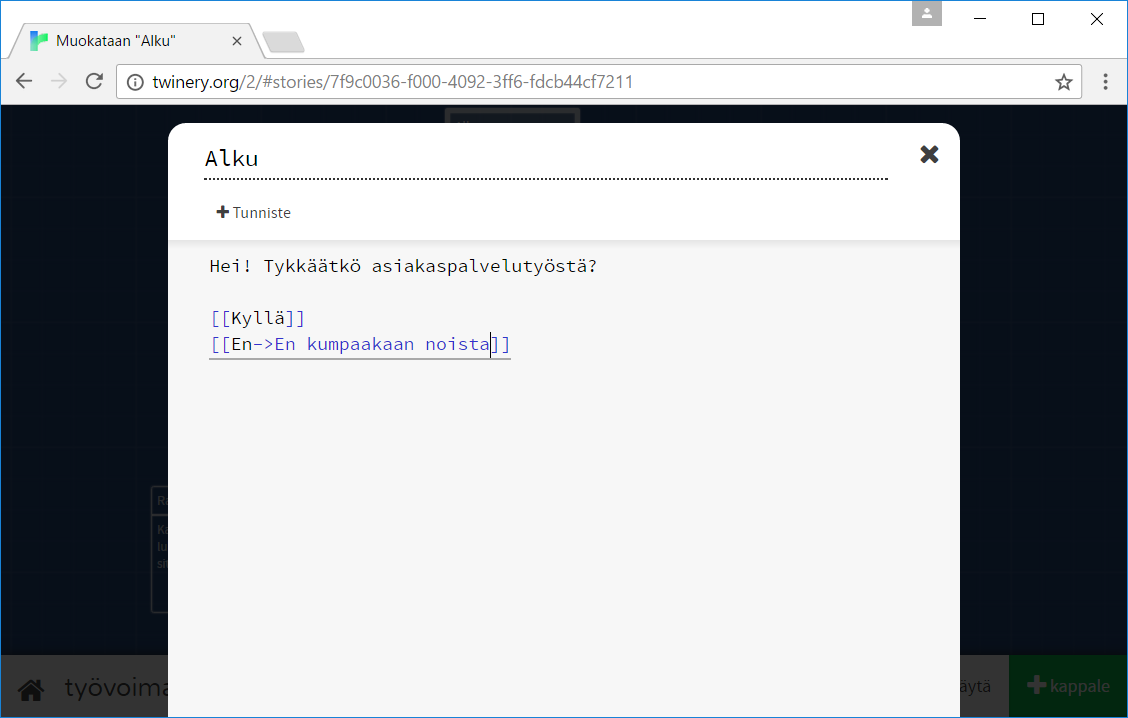 Muokataan "Alku"
twinery.org/2/#stories/7f9c0036-f000-4092-3ff6-fdcb44cf7211
Alku
Tunniste
Hei! Tykkäätkö asiakaspalvelutyöstä?
[[Kyllä]]
[[En->En kumpaakaan noista]]
työvoima
+ kappale